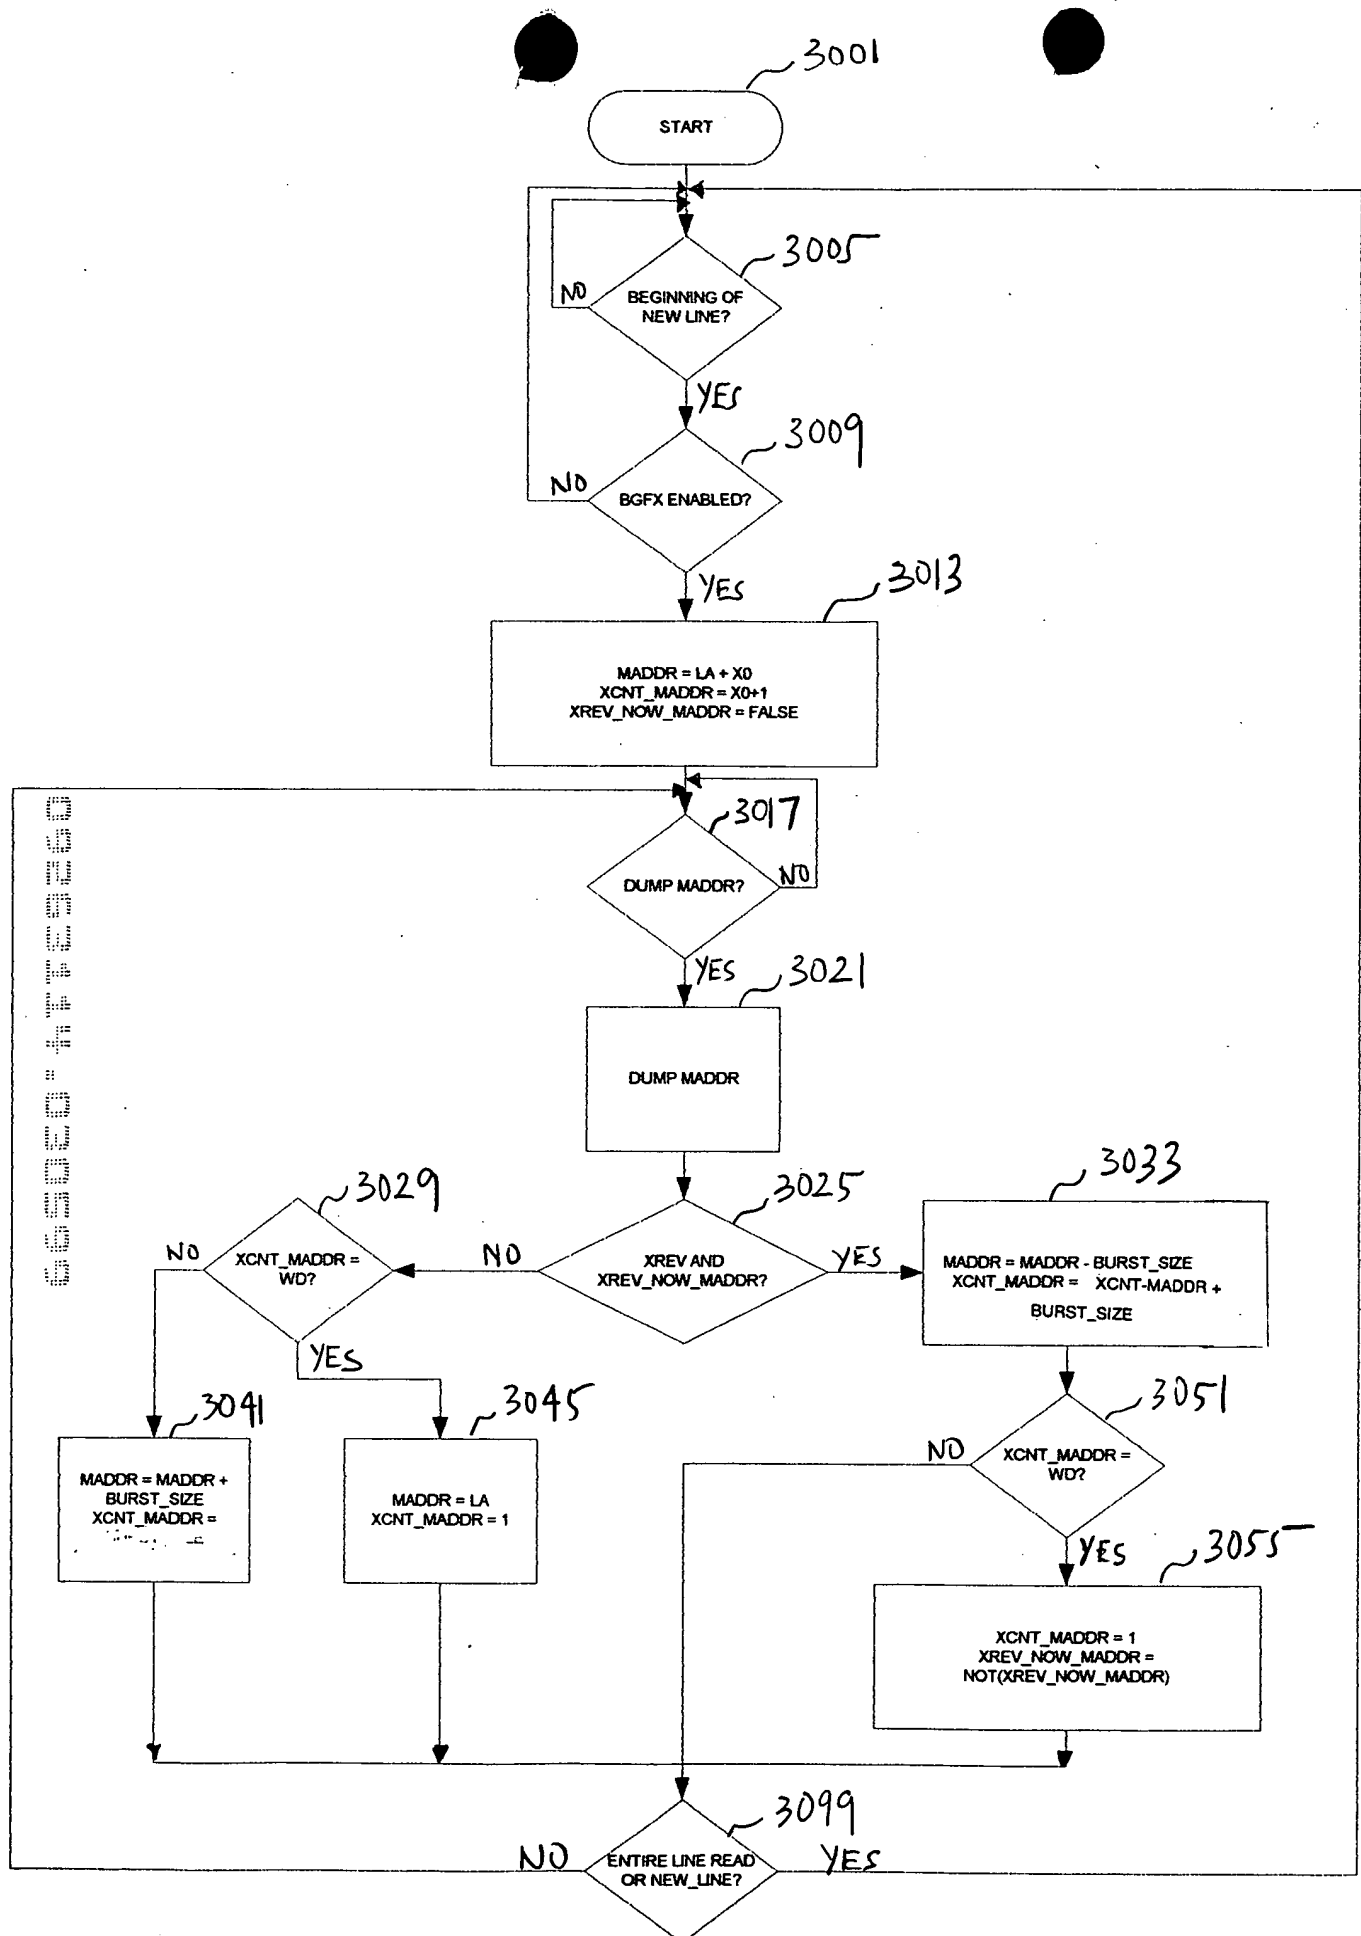 3001
START
3005
NO
BEGINNING OF
NEW LINE?
YES
3009
NO
BGFX ENABLED?
YES
3013
MADDR = LA + X0
XCNT_MADDR = X0+1
XREV_NOW_MADDR = FALSE
3017
DUMP MADDR?
NO
YES
3021
DUMP MADDR
3025
XREV AND
XREV_NOW_MADDR?
NO
YES
3029
XCNT_MADDR =
WD?
NO
YES
3033
MADDR = MADDR - BURST_SIZE
XCNT_MADDR = XCNT-MADDR +
BURST_SIZE
3041
MADDR = MADDR +
BURST_SIZE
XCNT_MADDR =
3045
MADDR = LA
XCNT_MADDR = 1
3051
XCNT_MADDR =
WD?
NO
YES
3055
XCNT_MADDR = 1
XREV_NOW_MADDR =
NOT(XREV_NOW_MADDR)
3099
NO
ENTIRE LINE READ
OR NEW_LINE?
YES